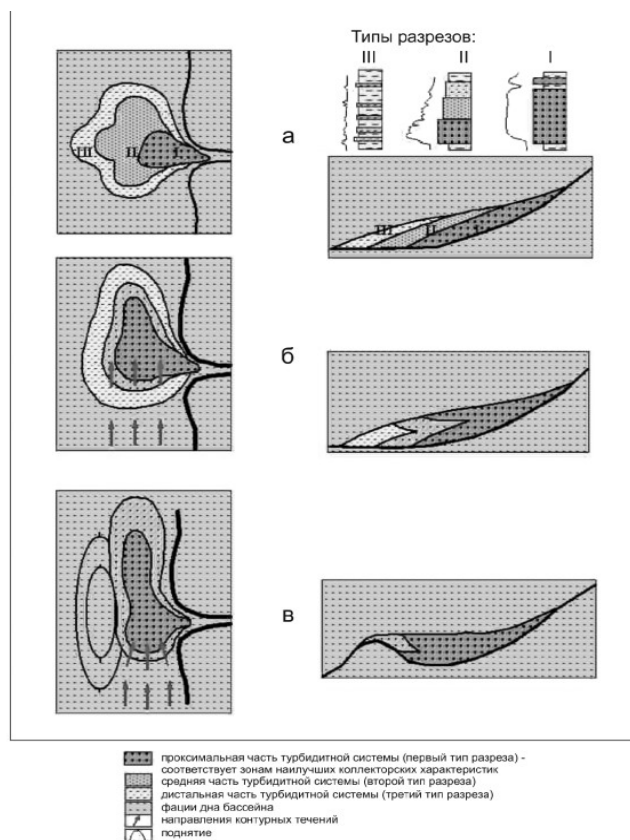 Типы разрезов:
III II I
а
III II I
III II
б
в
проксимальная часть турбидитной системы (первый тип разреза) -
соответствует зонам наилучших коллекторских характеристик
средняя часть турбидитной системы (второй тип разреза)
дистальная часть турбидитной системы (третий тип разреза)
фации дна бассейна
направления контурных течений
поднятие